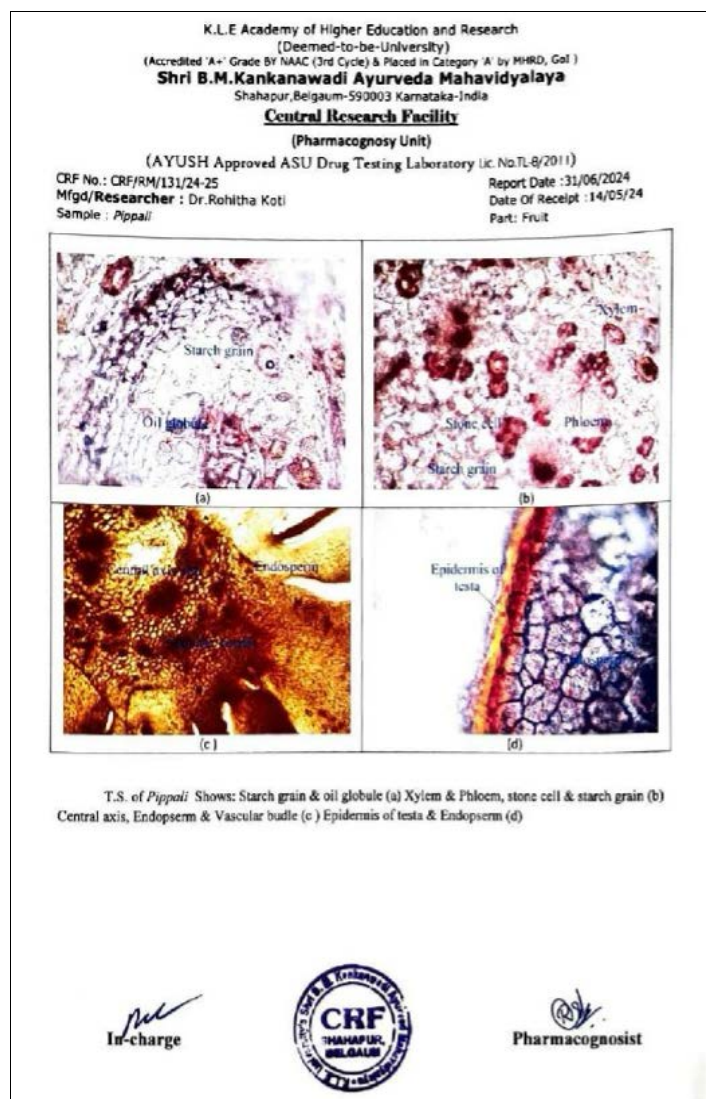 K.L.E Academy of Higher Education and Research
(Deemed-to-be-University)
(Accredited 'A+' Grade BY NAAC (3rd Cycle) & Placed in Category 'A' by MHRD, GoI )
Shri B.M.Kankanawadi Ayurveda Mahavidyalaya
Shahapur,Belgaum-590003 Karnataka-India
Central Research Facility
(Pharmacognosy Unit)
(AYUSH Approved ASU Drug Testing Laboratory Lic. No.TL-8/2011)
CRF No.: CRF/RM/131/24-25
Report Date :31/06/2024
Mfgd/Researcher : Dr.Rohitha Koti
Date Of Receipt :14/05/24
Sample : Pippali
Part: Fruit
Starch grain
Oil globule
(a)
Xylem
Stone cell
Phloem
Starch grain
(b)
Central axis
Endosperm
(c )
Epidermis of
testa
(d)
T.S. of Pippali Shows: Starch grain & oil globule (a) Xylem & Phloem, stone cell & starch grain (b)
Central axis, Endopserm & Vascular budle (c ) Epidermis of testa & Endopserm (d)
In-charge
CRF
SHAHAPUR,
BELGAUM
Pharmacognosist